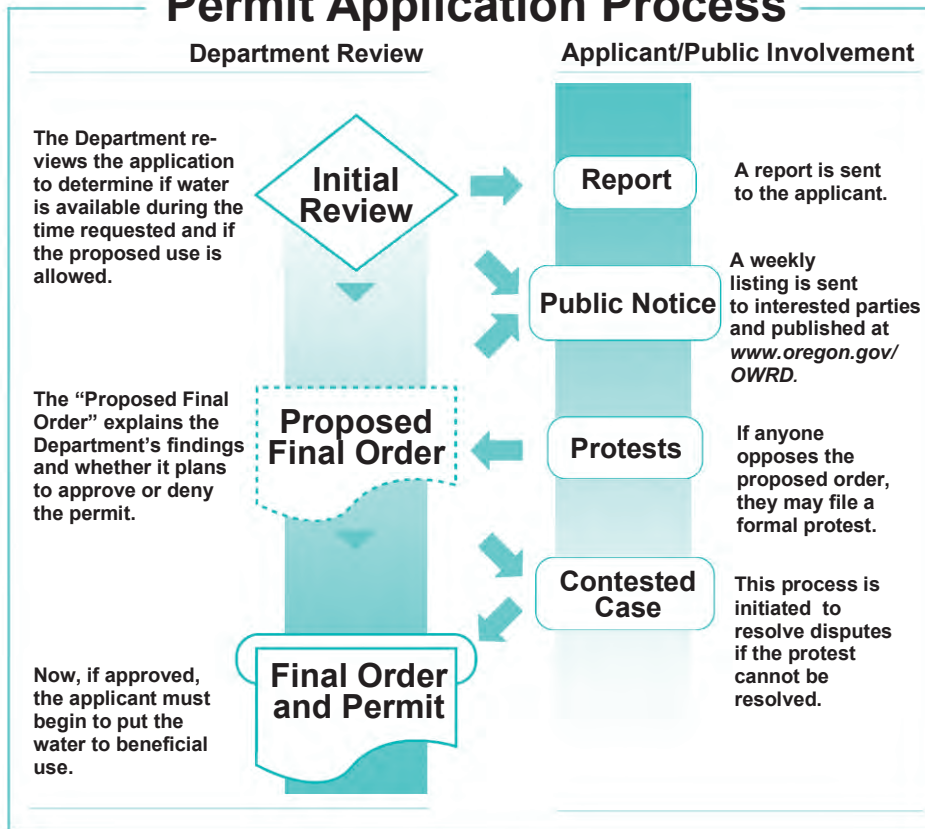 Permit Application Process
Department Review
Applicant/Public Involvement
The Department re-
views the application
to determine if water
is available during the
time requested and if
the proposed use is
allowed.
Initial
Review
Report
A report is sent
to the applicant.
Public Notice
A weekly
listing is sent
to interested parties
and published at
www.oregon.gov/
OWRD.
The “Proposed Final
Order” explains the
Department’s findings
and whether it plans
to approve or deny
the permit.
Proposed
Final Order
Protests
If anyone
opposes the
proposed order,
they may file a
formal protest.
Contested
Case
This process is
initiated to
resolve disputes
if the protest
cannot be
resolved.
Now, if approved,
the applicant must
begin to put the
water to beneficial
use.
Final Order
and Permit